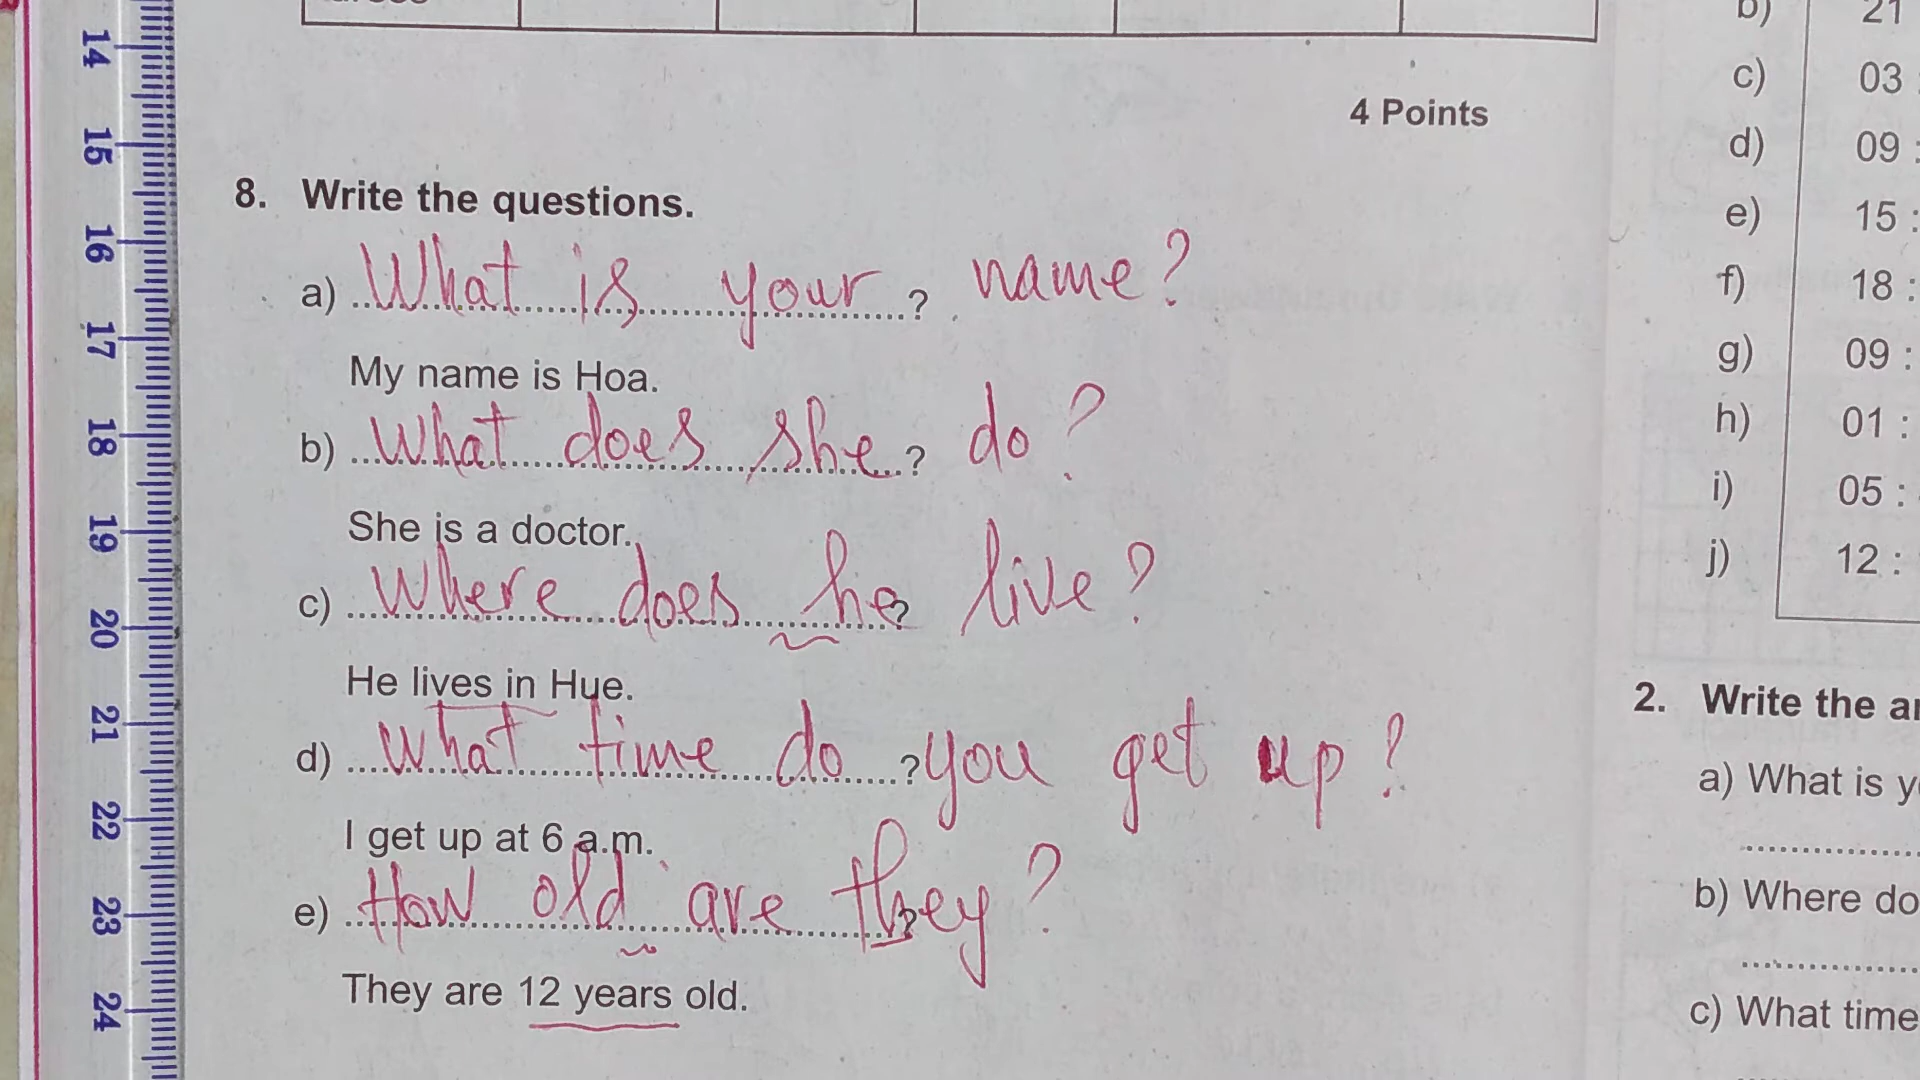 14
15
16
17
18
19
20
21
22
23
24
4 Points
8. Write the questions.
a) What is your ? name?
My name is Hoa.
b) What does she ? do?
She is a doctor.
c) Where does he ? live?
He lives in Hue.
d) What time do ? you get up?
I get up at 6 a.m.
e) How old are they?
They are 12 years old.
b) 21
c) 03 :
d) 09 :
e) 15 :
f) 18 :
g) 09 :
h) 01 :
i) 05 :
j) 12 :
2. Write the
a) What is
b) Where do
c) What time